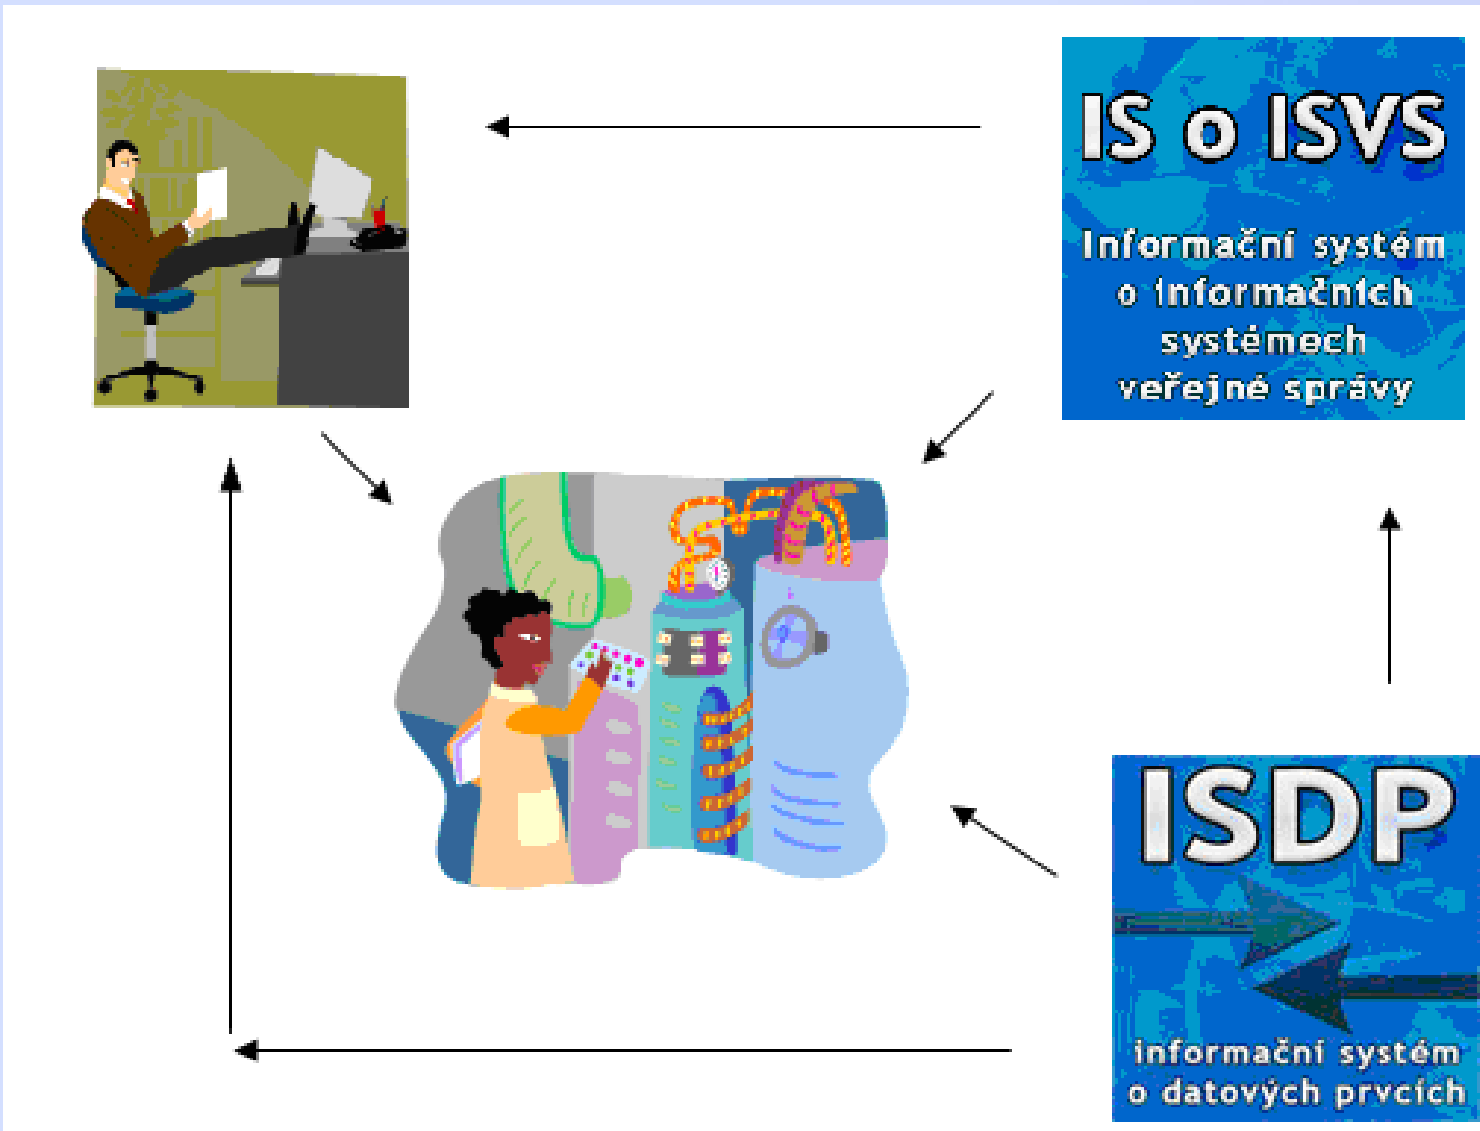 IS o ISVS
Informační systém
o informačních
systémech
veřejné správy
ISDP
informační systém
o datových prvcích